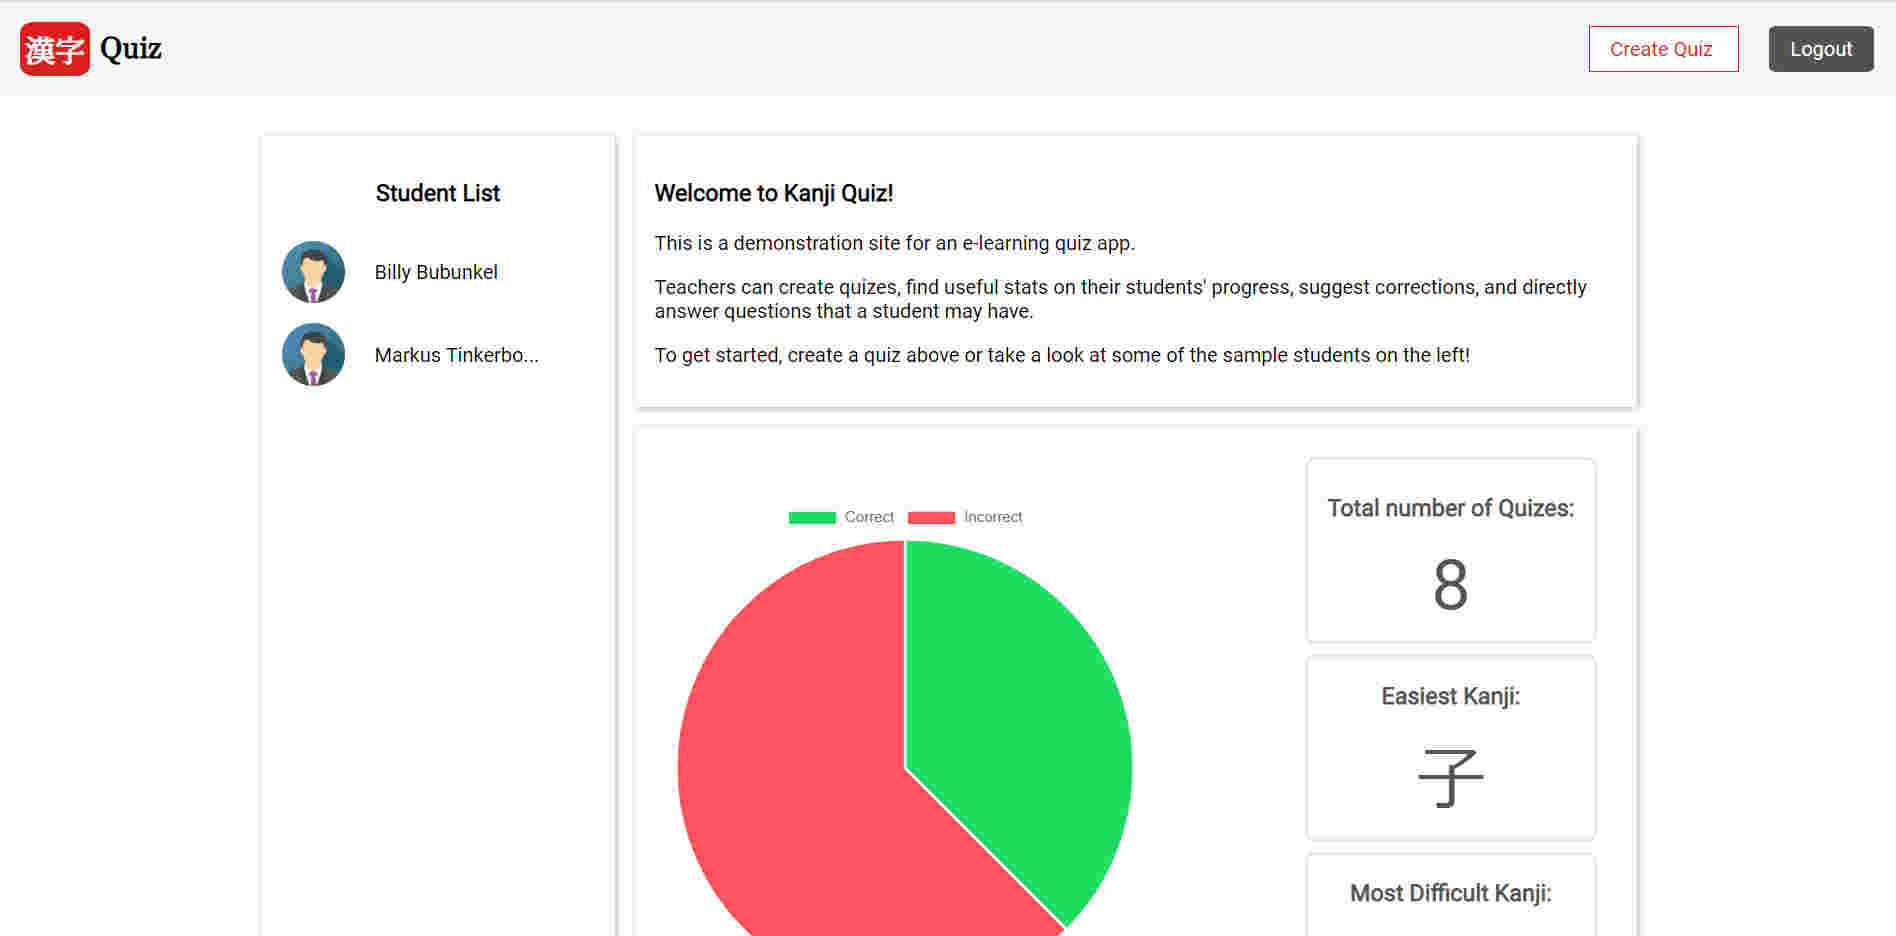 漢字 Quiz
Create Quiz
Logout
Student List
Billy Bubunkel
Markus Tinkerbo...
Welcome to Kanji Quiz!
This is a demonstration site for an e-learning quiz app.
Teachers can create quizes, find useful stats on their students' progress, suggest corrections, and directly
answer questions that a student may have.
To get started, create a quiz above or take a look at some of the sample students on the left!
Correct
Incorrect
Total number of Quizes:
8
Easiest Kanji:
子
Most Difficult Kanji: